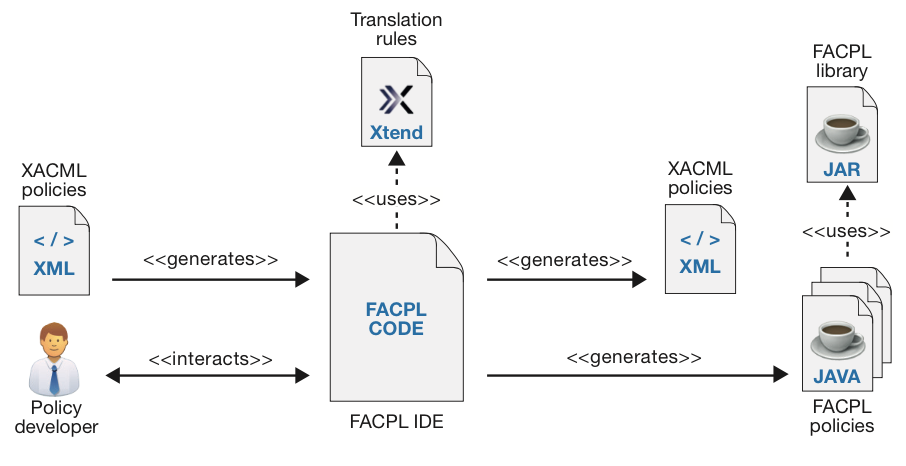 Translation
rules
Xtend
<<uses>>
FACPL
library
JAR
<<uses>>
XACML
policies
</>
XML
<<generates>>
Policy
developer
<<interacts>>
FACPL
CODE
FACPL IDE
<<generates>>
XACML
policies
</>
XML
<<generates>>
JAVA
FACPL
policies